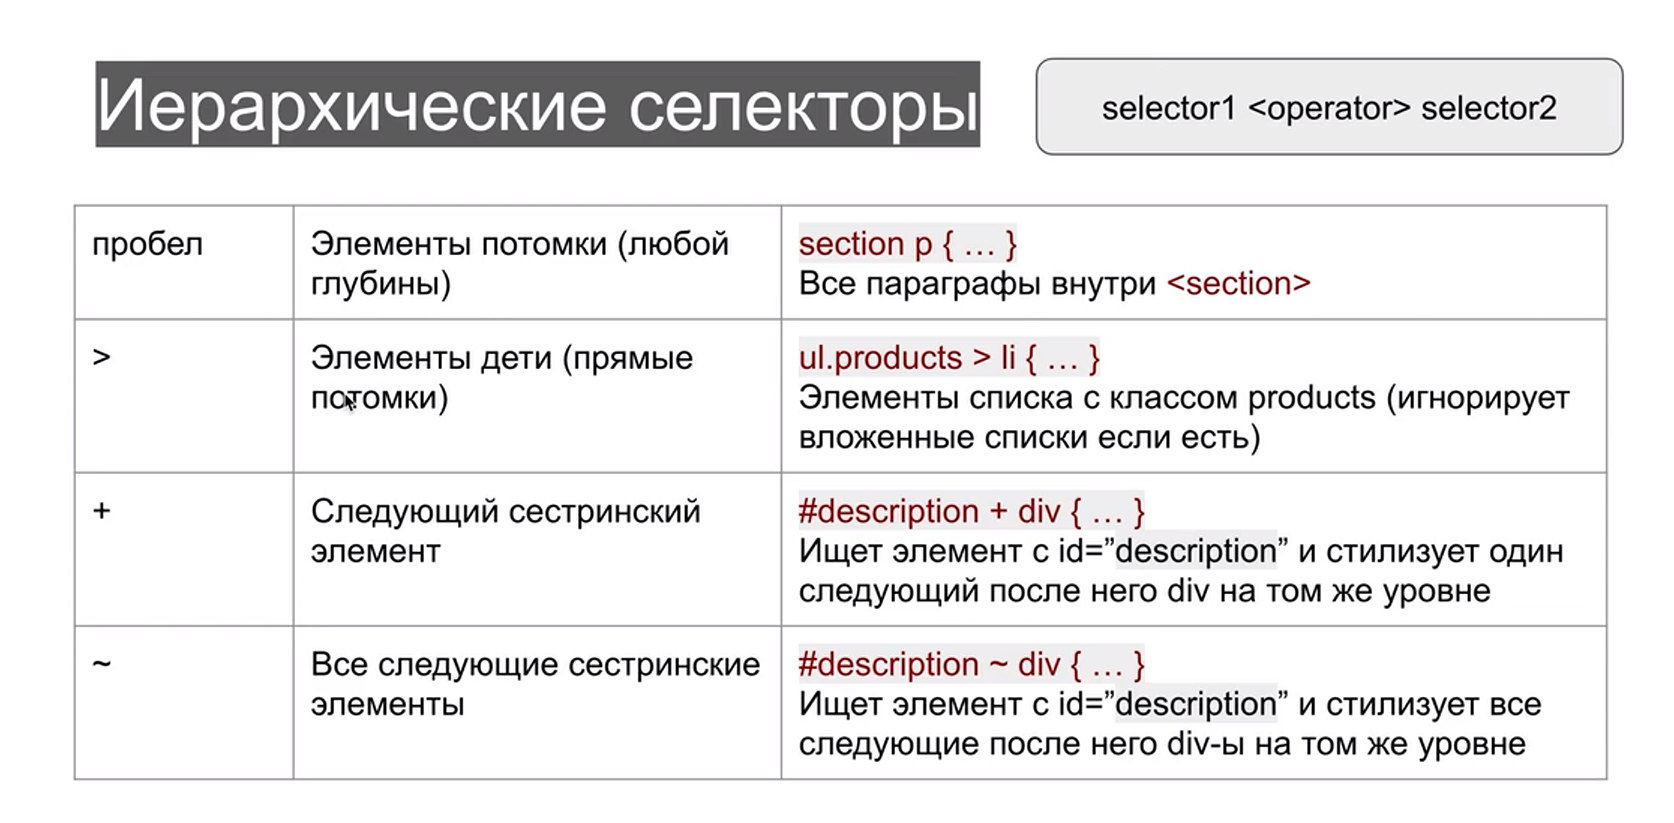 Иерархические селекторы
selector1 <operator> selector2
пробел
Элементы потомки (любой
глубины)
section p { … }
Все параграфы внутри <section>
>
Элементы дети (прямые
потомки)
ul.products > li { … }
Элементы списка с классом products (игнорирует
вложенные списки если есть)
+
Следующий сестринский
элемент
#description + div { … }
Ищет элемент с id=”description” и стилизует один
следующий после него div на том же уровне
~
Все следующие сестринские
элементы
#description ~ div { … }
Ищет элемент с id=”description” и стилизует все
следующие после него div-ы на том же уровне